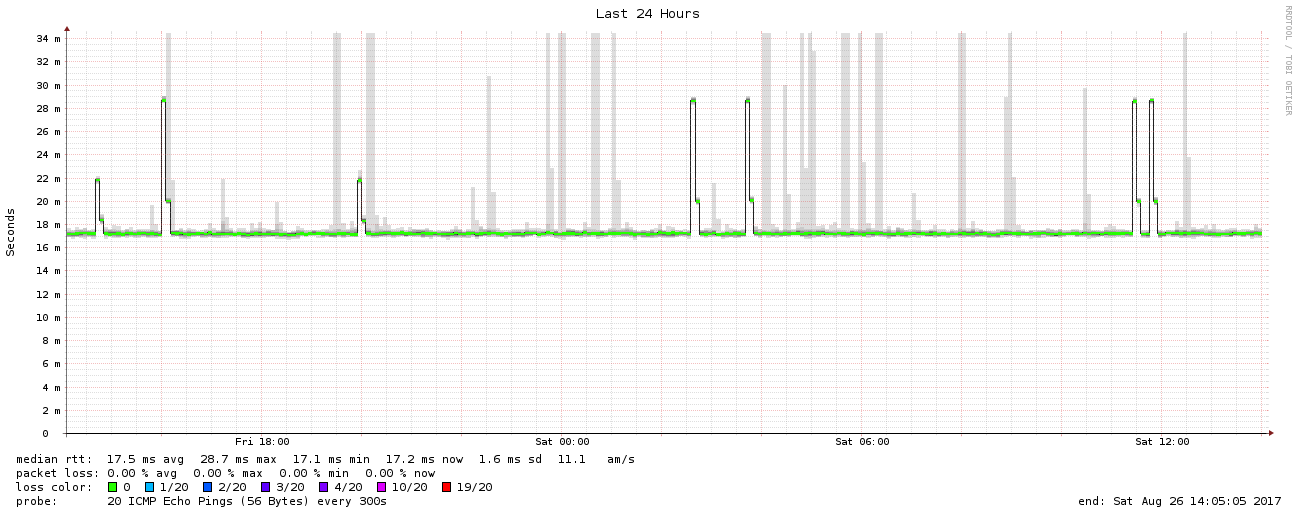 Last 24 Hours
RRDTOOL / TOBI OETIKER
Seconds
34 m
32 m
30 m
28 m
26 m
24 m
22 m
20 m
18 m
16 m
14 m
12 m
10 m
8 m
6 m
4 m
2 m
0
Fri 18:00 Sat 00:00 Sat 06:00 Sat 12:00
median rtt: 17.5 ms avg 28.7 ms max 17.1 ms min 17.2 ms now 1.6 ms sd 11.1 am/s
packet loss: 0.00 % avg 0.00 % max 0.00 % min 0.00 % now
loss color: 0 1/20 2/20 3/20 4/20 10/20 19/20
probe: 20 ICMP Echo Pings (56 Bytes) every 300s end: Sat Aug 26 14:05:05 2017